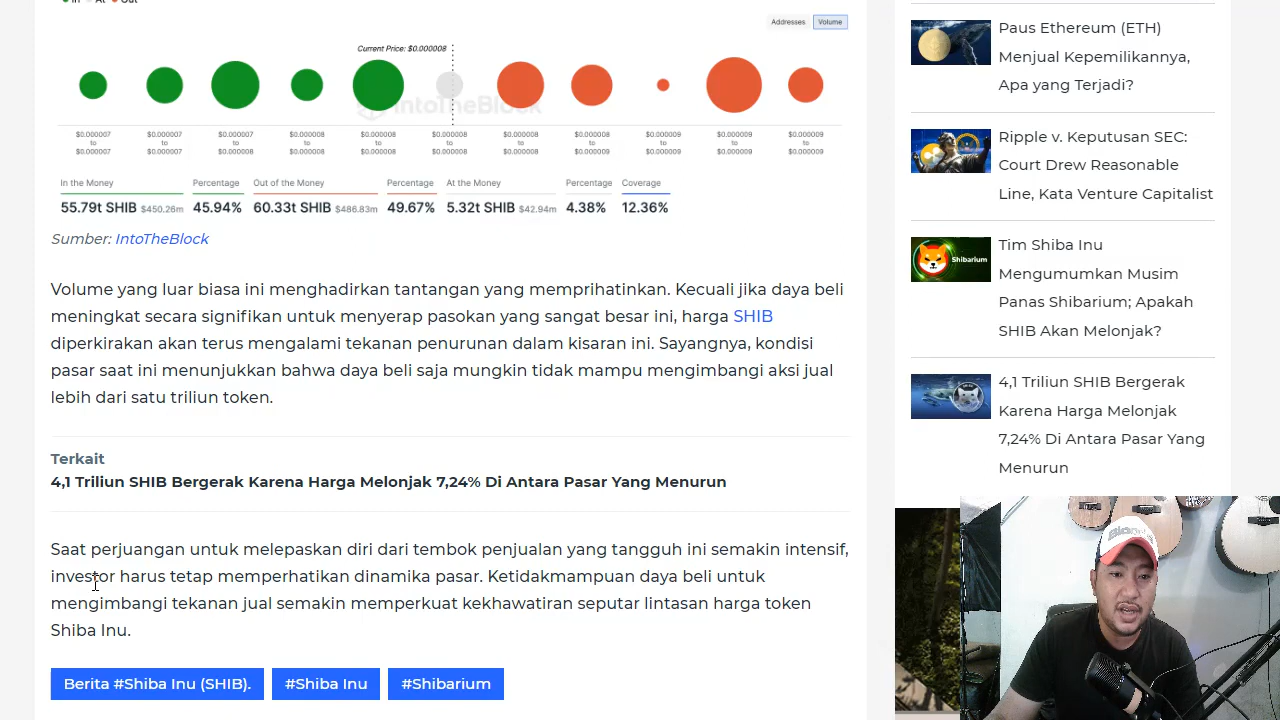 In At Out
Addresses Volume
Current Price: $0.000008
IntoTheBlock
$0.000007 $0.000007 $0.000007 $0.000008 $0.000008 $0.000008 $0.000008 $0.000008 $0.000009 $0.000009 $0.000009
to to to to to to to to to to to
$0.000007 $0.000007 $0.000008 $0.000008 $0.000008 $0.000008 $0.000008 $0.000009 $0.000009 $0.000009 $0.000009
In the Money Percentage Out of the Money Percentage At the Money Percentage Coverage
55.79t SHIB $450.26m 45.94% 60.33t SHIB $486.83m 49.67% 5.32t SHIB $42.94m 4.38% 12.36%
Sumber: IntoTheBlock
Volume yang luar biasa ini menghadirkan tantangan yang memprihatinkan. Kecuali jika daya beli
meningkat secara signifikan untuk menyerap pasokan yang sangat besar ini, harga SHIB
diperkirakan akan terus mengalami tekanan penurunan dalam kisaran ini. Sayangnya, kondisi
pasar saat ini menunjukkan bahwa daya beli saja mungkin tidak mampu mengimbangi aksi jual
lebih dari satu triliun token.
Terkait
4,1 Triliun SHIB Bergerak Karena Harga Melonjak 7,24% Di Antara Pasar Yang Menurun
Saat perjuangan untuk melepaskan diri dari tembok penjualan yang tangguh ini semakin intensif,
investor harus tetap memperhatikan dinamika pasar. Ketidakmampuan daya beli untuk
mengimbangi tekanan jual semakin memperkuat kekhawatiran seputar lintasan harga token
Shiba Inu.
Berita #Shiba Inu (SHIB). #Shiba Inu #Shibarium
Paus Ethereum (ETH)
Menjual Kepemilikannya,
Apa yang Terjadi?
Ripple v. Keputusan SEC:
Court Drew Reasonable
Line, Kata Venture Capitalist
Shibarium
Tim Shiba Inu
Mengumumkan Musim
Panas Shibarium; Apakah
SHIB Akan Melonjak?
4,1 Triliun SHIB Bergerak
Karena Harga Melonjak
7,24% Di Antara Pasar Yang
Menurun